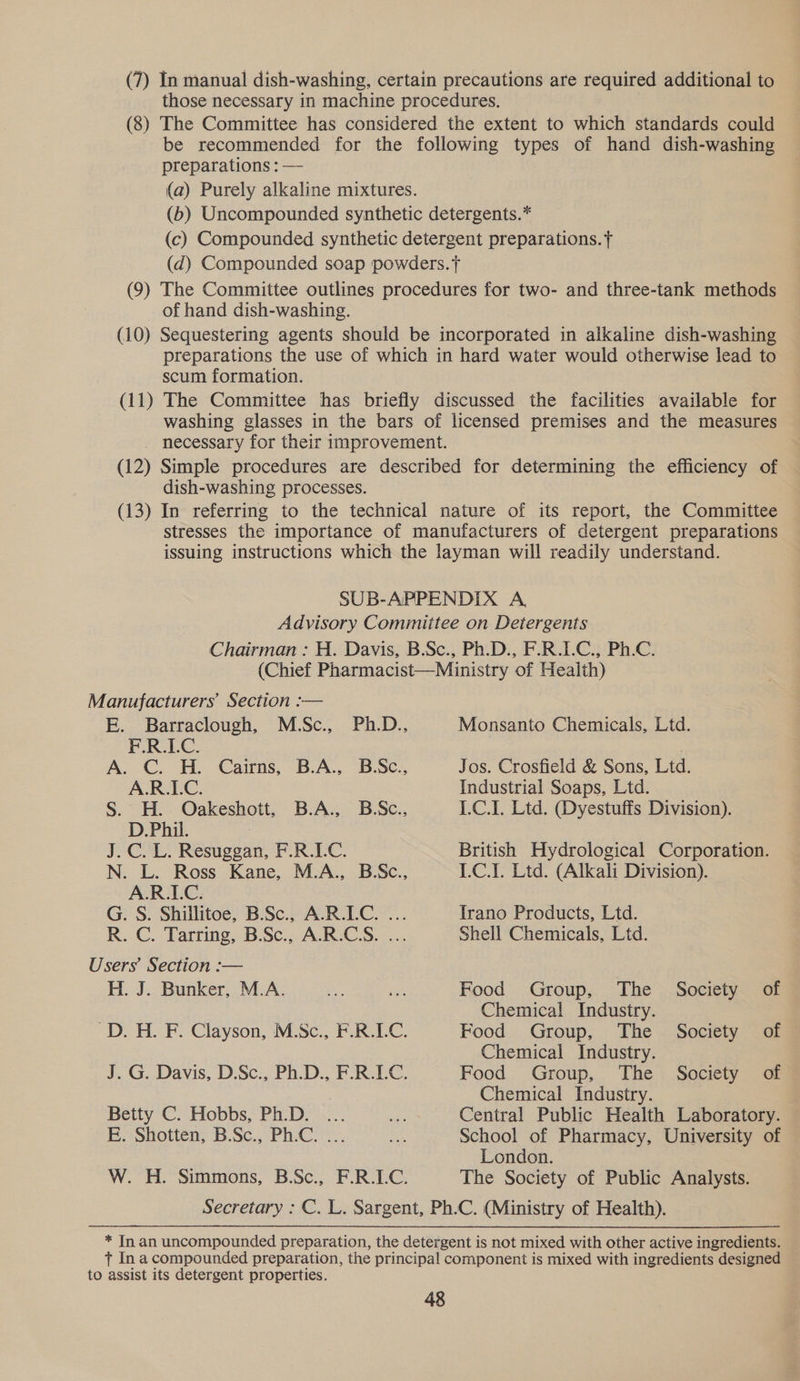 (7) In manual dish-washing, certain precautions are required additional to
those necessary in machine procedures.
(8) The Committee has considered the extent to which standards could
be recommended for the following types of hand dish-washing
preparations : —
(a) Purely alkaline mixtures.
(b) Uncompounded synthetic detergents.*
(c) Compounded synthetic detergent preparations.†
(d) Compounded soap powders.†
(9) The Committee outlines procedures for two- and three-tank methods
of hand dish-washing.
(10) Sequestering agents should be incorporated in alkaline dish-washing
preparations the use of which in hard water would otherwise lead to
scum formation.
(11) The Committee has briefly discussed the facilities available for
washing glasses in the bars of licensed premises and the measures
necessary for their improvement.
(12) Simple procedures are described for determining the efficiency of
dish-washing processes.
(13) In referring to the technical nature of its report, the Committee
stresses the importance of manufacturers of detergent preparations
issuing instructions which the layman will readily understand.
SUB-APPENDIX A
Advisory Committee on Detergents
Chairman : H. Davis, B.Sc., Ph.D., F.R.I.C., Ph.C.
(Chief Pharmacist—Ministry of Health)
Manufacturers' Section :—
E. Barraclough, M.Sc., Ph.D., Monsanto Chemicals, Ltd.
F.R.I.C.
A. C. H. Cairns, B.A., B.Sc., Jos. Crosfield & Sons, Ltd.
A.R.I.C. Industrial Soaps, Ltd.
S. H. Oakeshott, B.A., B.Sc., I.C.I. Ltd. (Dyestuffs Division).
D.Phil.
J. C. L. Resuggan, F.R.I.C. British Hydrological Corporation.
N. L. Ross Kane, M.A., B.Sc., I.C.I. Ltd. (Alkali Division).
A.R.I.C.
G. S. Shillitoe, B.Sc., A.R.I.C. ... Irano Products, Ltd.
R. C. Tarring, B.Sc., A.R.C.S. ... Shell Chemicals, Ltd.
Users' Section :—
H. J. Bunker, M.A. ... ... Food Group, The Society of
Chemical Industry.
D. H. F. Clayson, M.Sc., F.R.I.C. Food Group, The Society of
Chemical Industry.
J. G. Davis, D.Sc., Ph.D., F.R.I.C. Food Group, The Society of
Chemical Industry.
Betty C. Hobbs, Ph.D. ... ... Central Public Health Laboratory.
E. Shotten, B.Sc., Ph.C. ... ... School of Pharmacy, University of
London.
W. H. Simmons, B.Sc., F.R.I.C. The Society of Public Analysts.
Secretary : C. L. Sargent, Ph.C. (Ministry of Health).
* In an uncompounded preparation, the detergent is not mixed with other active ingredients.
† In a compounded preparation, the principal component is mixed with ingredients designed
to assist its detergent properties.
48